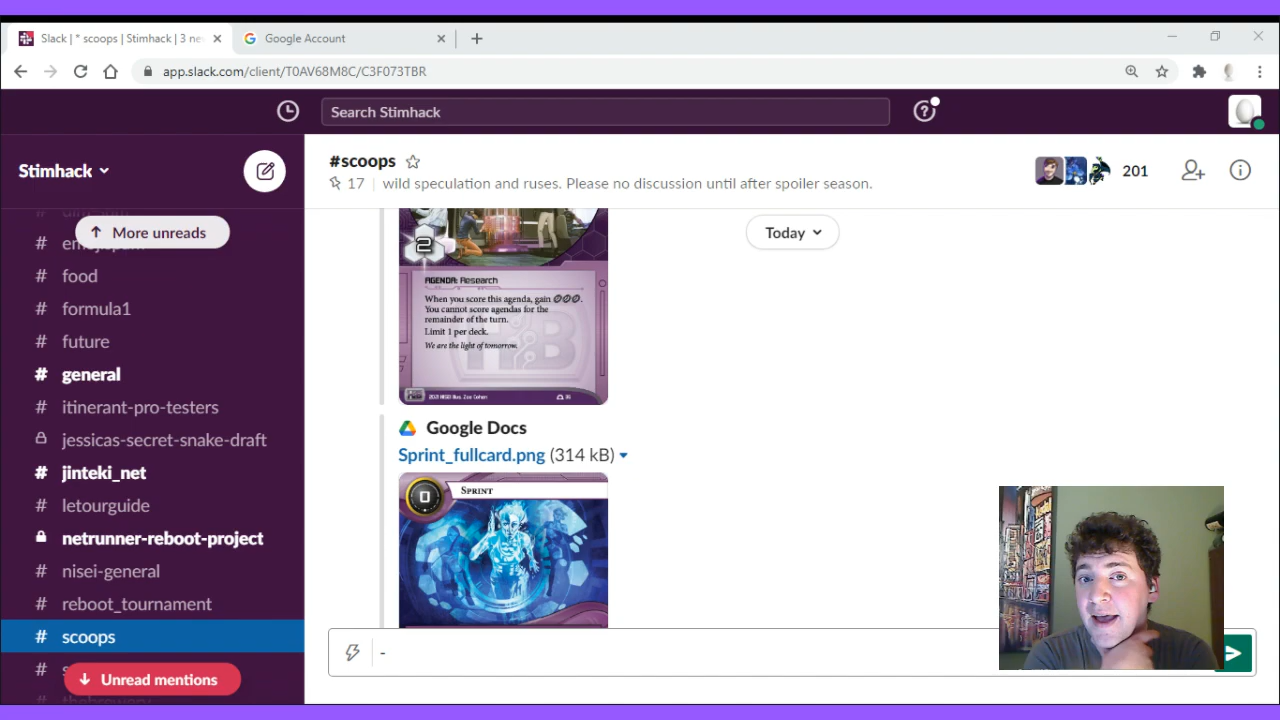 Slack | * scoops | Stimhack | 3 ne
Google Account
app.slack.com/client/T0AV68M8C/C3F073TBR
Search Stimhack
Stimhack
#scoops
17 | wild speculation and ruses. Please no discussion until after spoiler season.
201
↑ More unreads
Today
# food
# formula1
# future
# general
# itinerant-pro-testers
jessicas-secret-snake-draft
# jinteki_net
# letourguide
netrunner-reboot-project
# nisei-general
# reboot_tournament
# scoops
↓ Unread mentions
2
AGENDA: Research
When you score this agenda, gain
You cannot score agendas for the
remainder of the turn.
Limit 1 per deck.
We are the light of tomorrow.
Google Docs
Sprint_fullcard.png (314 kB)
0 SPRINT
-